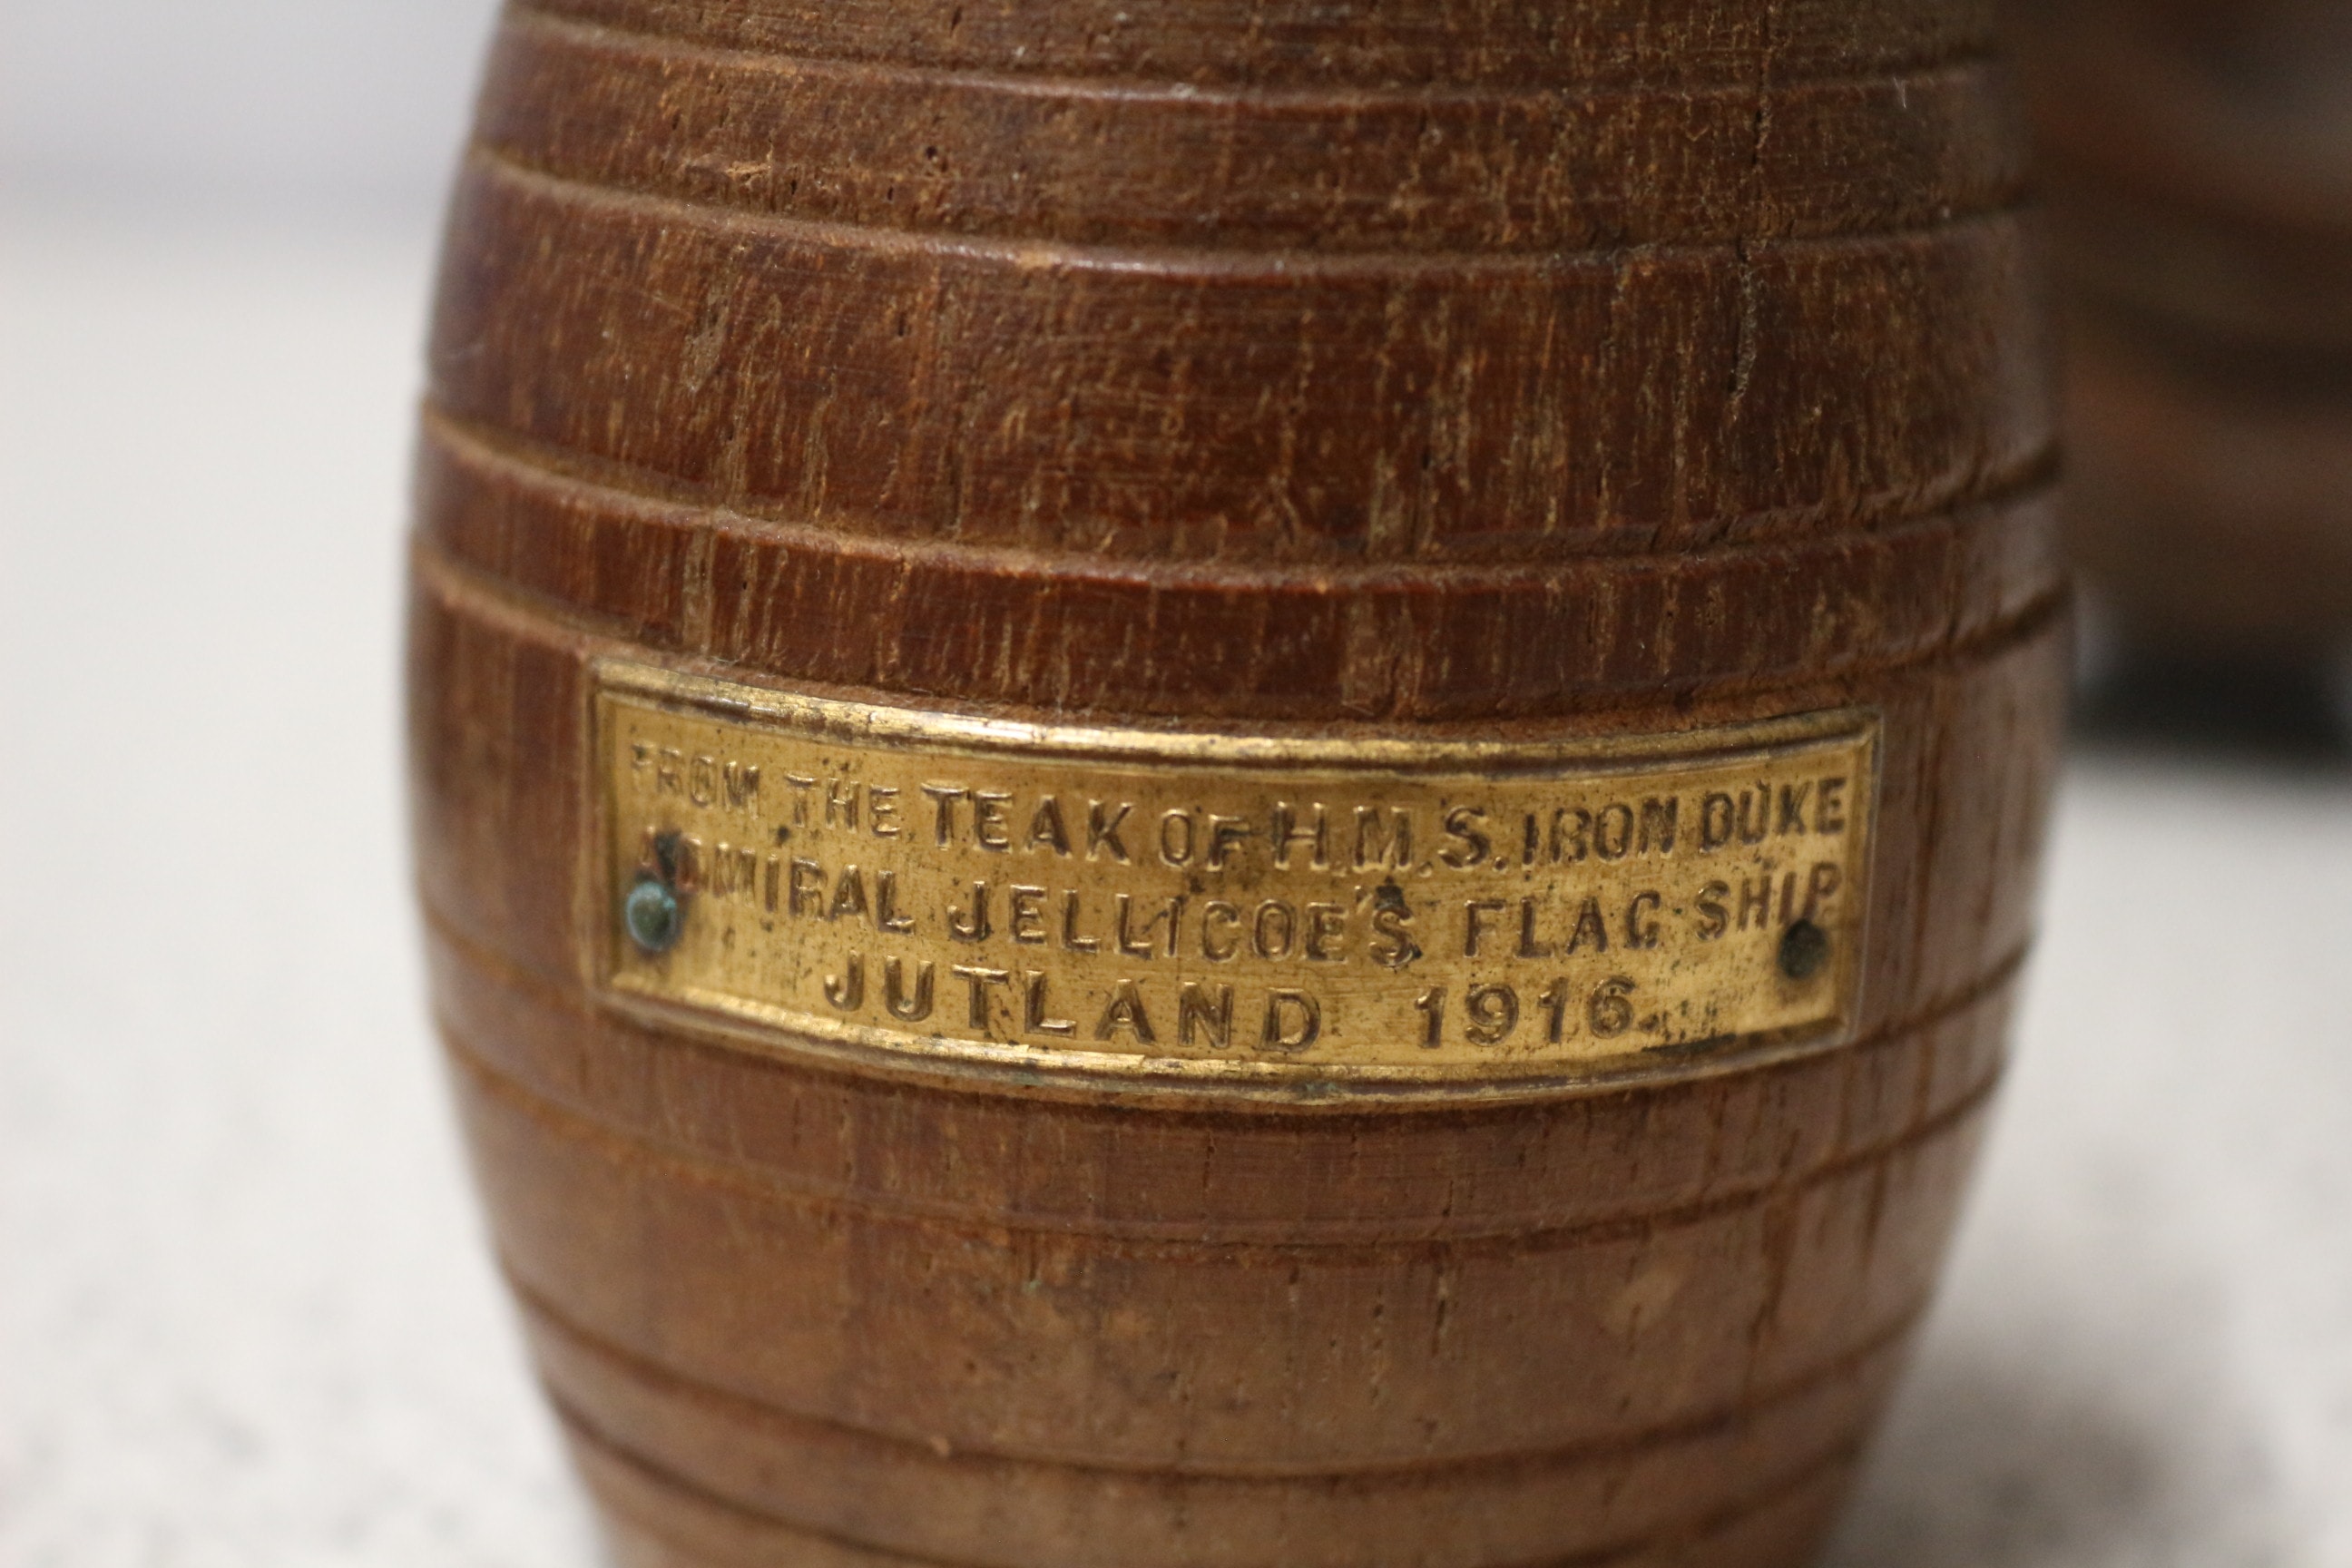 FROM THE TEAK OF H.M.S. IRON DUKE
ADMIRAL JELLICOE'S FLAG SHIP
JUTLAND 1916.